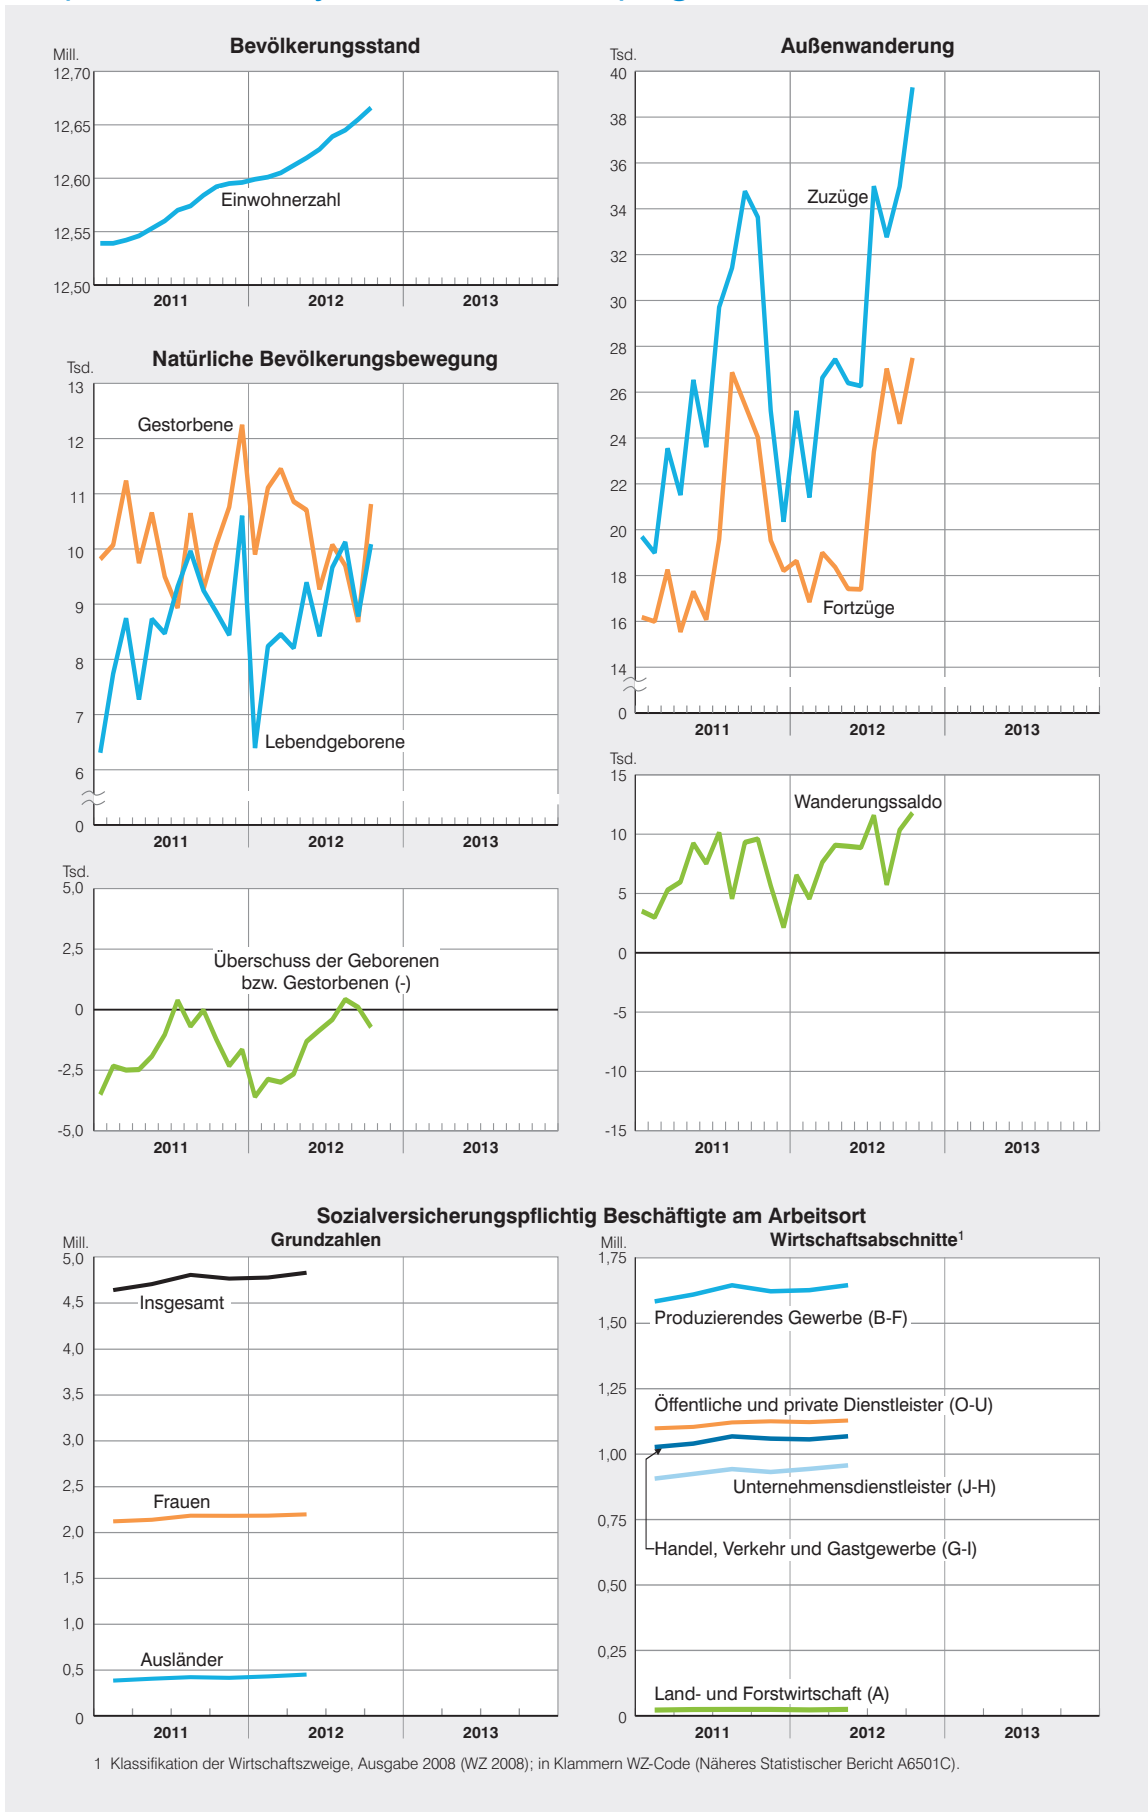 Bevölkerungsstand
Mill.
12,70
12,65
12,60
12,55
12,50
Einwohnerzahl
2011 2012 2013
Natürliche Bevölkerungsbewegung
Tsd.
13
12
11
10
9
8
7
6
0
Gestorbene
Lebendgeborene
2011 2012 2013
Tsd.
5,0
2,5
0
-2,5
-5,0
Überschuss der Geborenen
bzw. Gestorbenen (-)
2011 2012 2013
Außenwanderung
Tsd.
40
38
36
34
32
30
28
26
24
22
20
18
16
14
0
Zuzüge
Fortzüge
2011 2012 2013
Tsd.
15
10
5
0
-5
-10
-15
Wanderungssaldo
2011 2012 2013
Sozialversicherungspflichtig Beschäftigte am Arbeitsort
Grundzahlen
Mill.
5,0
4,5
4,0
3,5
3,0
2,5
2,0
1,5
1,0
0,5
0
Insgesamt
Frauen
Ausländer
2011 2012 2013
Wirtschaftsabschnitte¹
Mill.
1,75
1,50
1,25
1,00
0,75
0,50
0,25
0
Produzierendes Gewerbe (B-F)
Öffentliche und private Dienstleister (O-U)
Unternehmensdienstleister (J-H)
Handel, Verkehr und Gastgewerbe (G-I)
Land- und Forstwirtschaft (A)
2011 2012 2013
1 Klassifikation der Wirtschaftszweige, Ausgabe 2008 (WZ 2008); in Klammern WZ-Code (Näheres Statistischer Bericht A6501C).